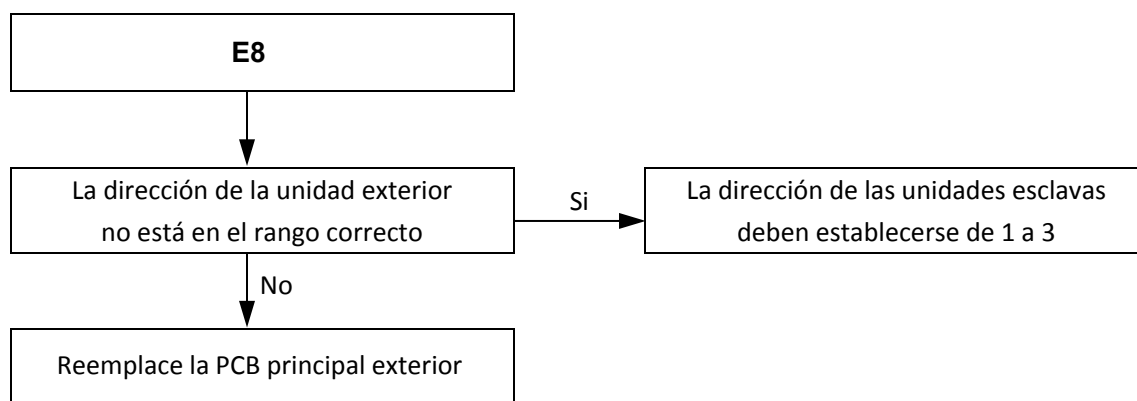 E8
La dirección de la unidad exterior
no está en el rango correcto
Si
La dirección de las unidades esclavas
deben establecerse de 1 a 3
No
Reemplace la PCB principal exterior